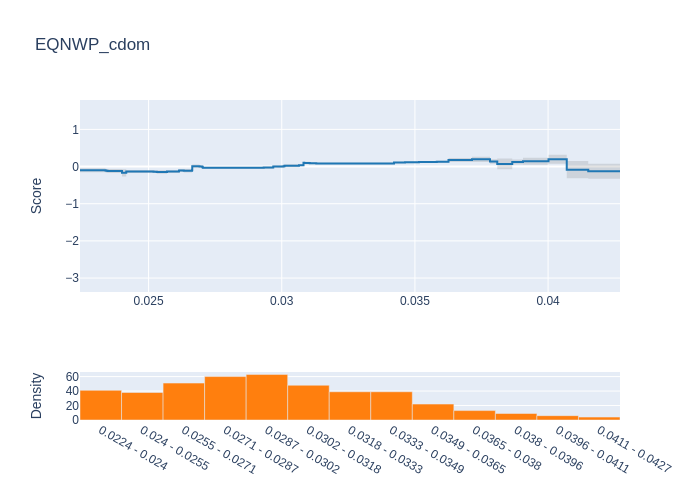 EQNWP_cdom
Score
1
0
−1
−2
−3
0.025
0.03
0.035
0.04
Density
60
40
20
0
0.0224 - 0.024
0.024 - 0.0255
0.0255 - 0.0271
0.0271 - 0.0287
0.0287 - 0.0302
0.0302 - 0.0318
0.0318 - 0.0333
0.0333 - 0.0349
0.0349 - 0.0365
0.0365 - 0.038
0.038 - 0.0396
0.0396 - 0.0411
0.0411 - 0.0427